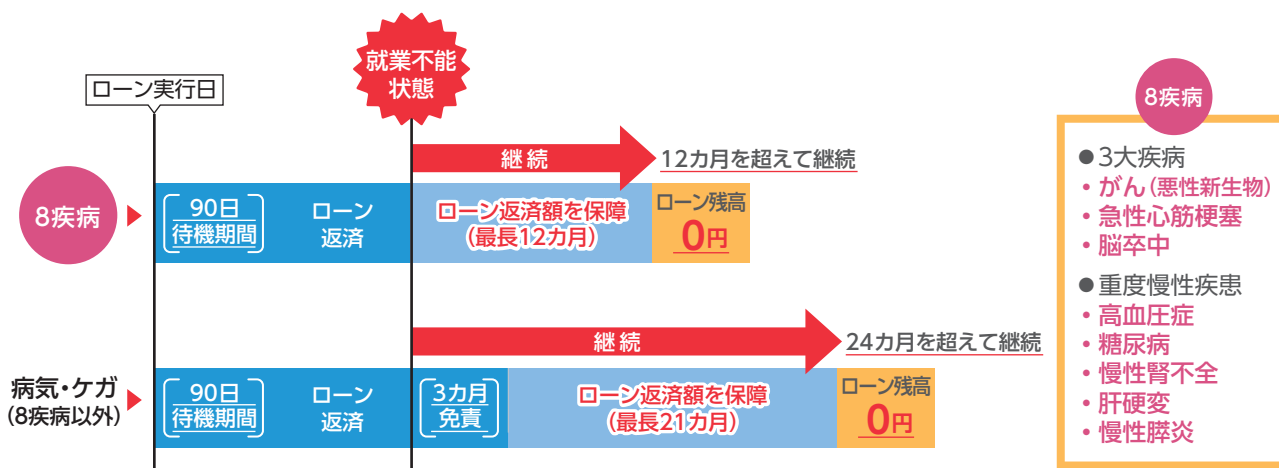 ローン実行日
就業不能
状態
継続
12カ月を超えて継続
8疾病
90日
待機期間
ローン
返済
ローン返済額を保障
(最長12カ月)
ローン残高
0円
継続
24カ月を超えて継続
病気・ケガ
(8疾病以外)
90日
待機期間
ローン
返済
3カ月
免責
ローン返済額を保障
(最長21カ月)
ローン残高
0円
8疾病
●3大疾病
・がん(悪性新生物)
・急性心筋梗塞
・脳卒中
●重度慢性疾患
・高血圧症
・糖尿病
・慢性腎不全
・肝硬変
・慢性膵炎